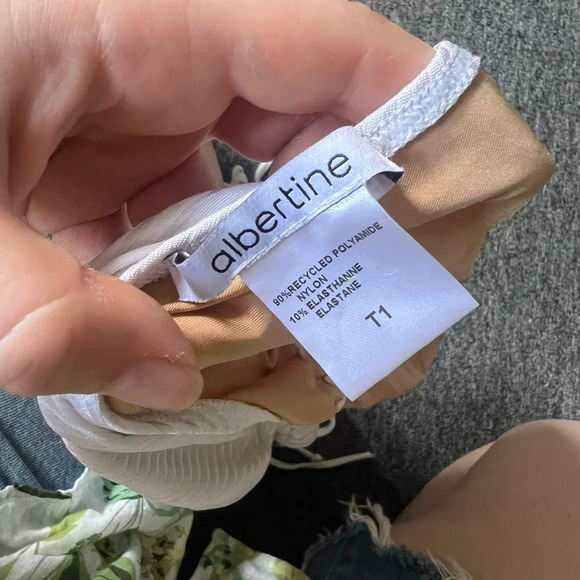 albertine
90%RECYCLED POLYAMIDE
NYLON
10% ELASTHANNE
ELASTANE
T1